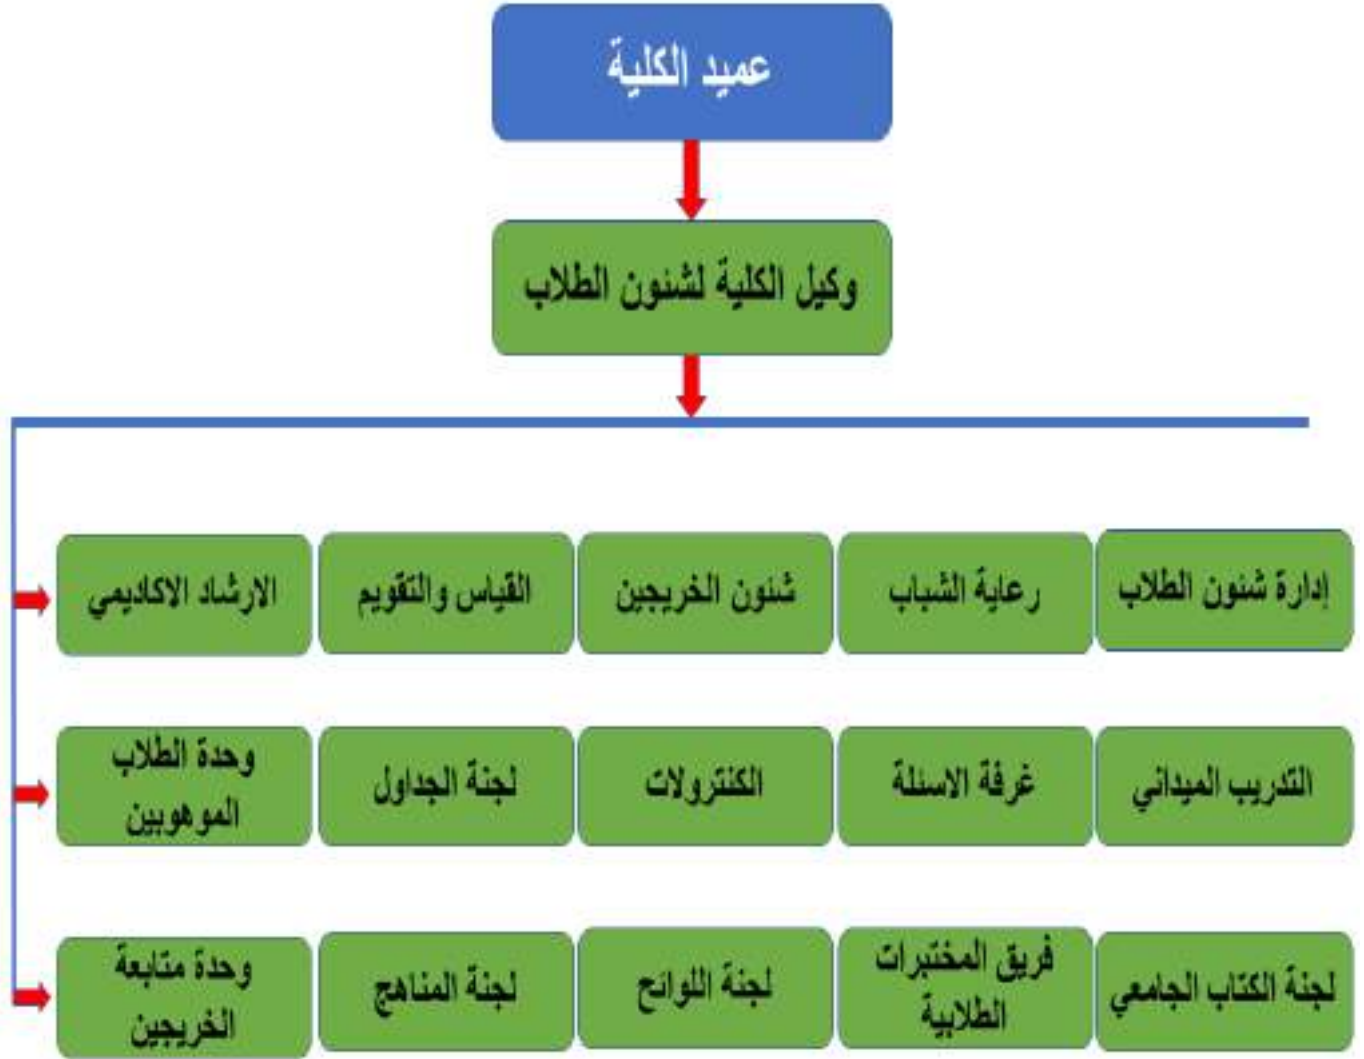 عميد الكلية
وكيل الكلية لشئون الطلاب
إدارة شئون الطلاب
رعاية الشباب
شئون الخريجين
القياس والتقويم
الارشاد الاكاديمي
التدريب الميداني
غرفة الاسئلة
الكنترولات
لجنة الجداول
وحدة الطلاب
الموهوبين
لجنة الكتاب الجامعي
فريق المختبرات
الطلابية
لجنة اللوائح
لجنة المناهج
وحدة متابعة
الخريجين